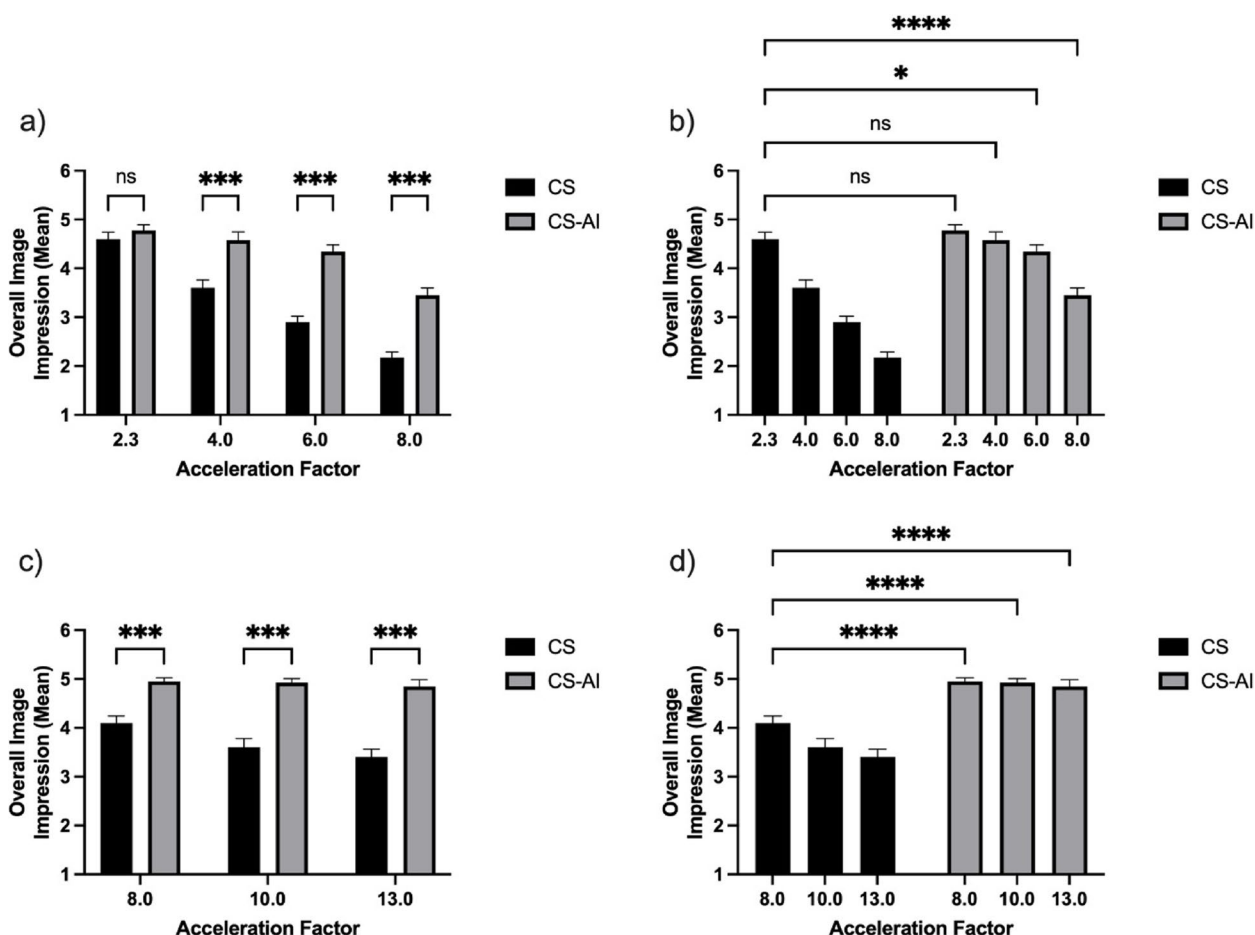 a)
ns
***
***
***
6
5
4
3
2
1
Overall Image
Impression (Mean)
2.3 4.0 6.0 8.0
Acceleration Factor
CS
CS-AI
b)
****
*
ns
ns
6
5
4
3
2
1
Overall Image
Impression (Mean)
2.3 4.0 6.0 8.0 2.3 4.0 6.0 8.0
Acceleration Factor
CS
CS-AI
c)
*** *** ***
6
5
4
3
2
1
Overall Image
Impression (Mean)
8.0 10.0 13.0
Acceleration Factor
CS
CS-AI
d)
****
****
****
6
5
4
3
2
1
Overall Image
Impression (Mean)
8.0 10.0 13.0 8.0 10.0 13.0
Acceleration Factor
CS
CS-AI